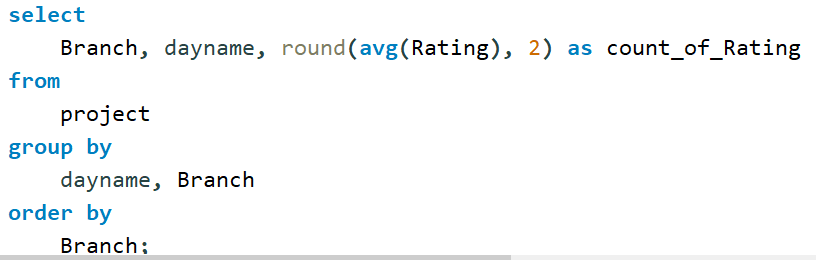 select
Branch, dayname, round(avg(Rating), 2) as count_of_Rating
from
project
group by
dayname, Branch
order by
Branch;